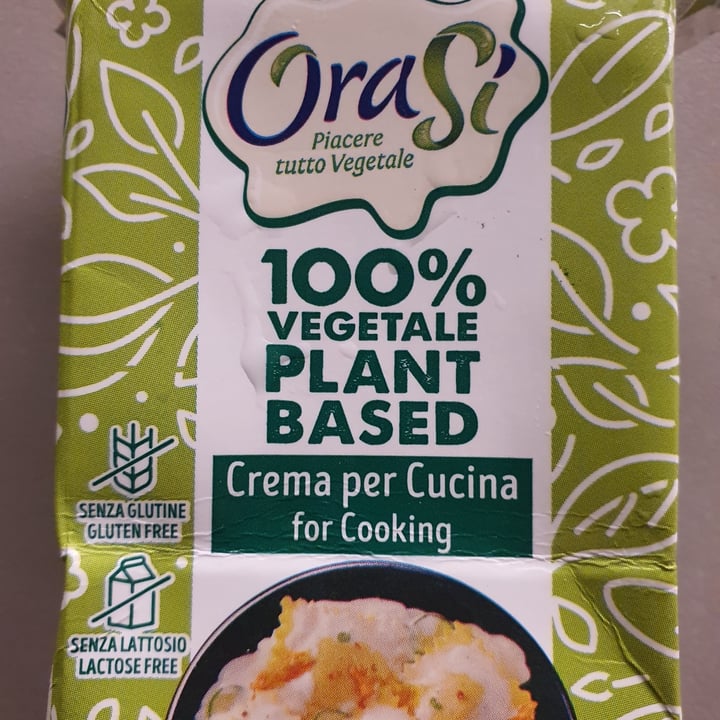 OraSì
Piacere
tutto Vegetale
100%
VEGETALE
PLANT
BASED
Crema per Cucina
for Cooking
SENZA GLUTINE
GLUTEN FREE
SENZA LATTOSIO
LACTOSE FREE